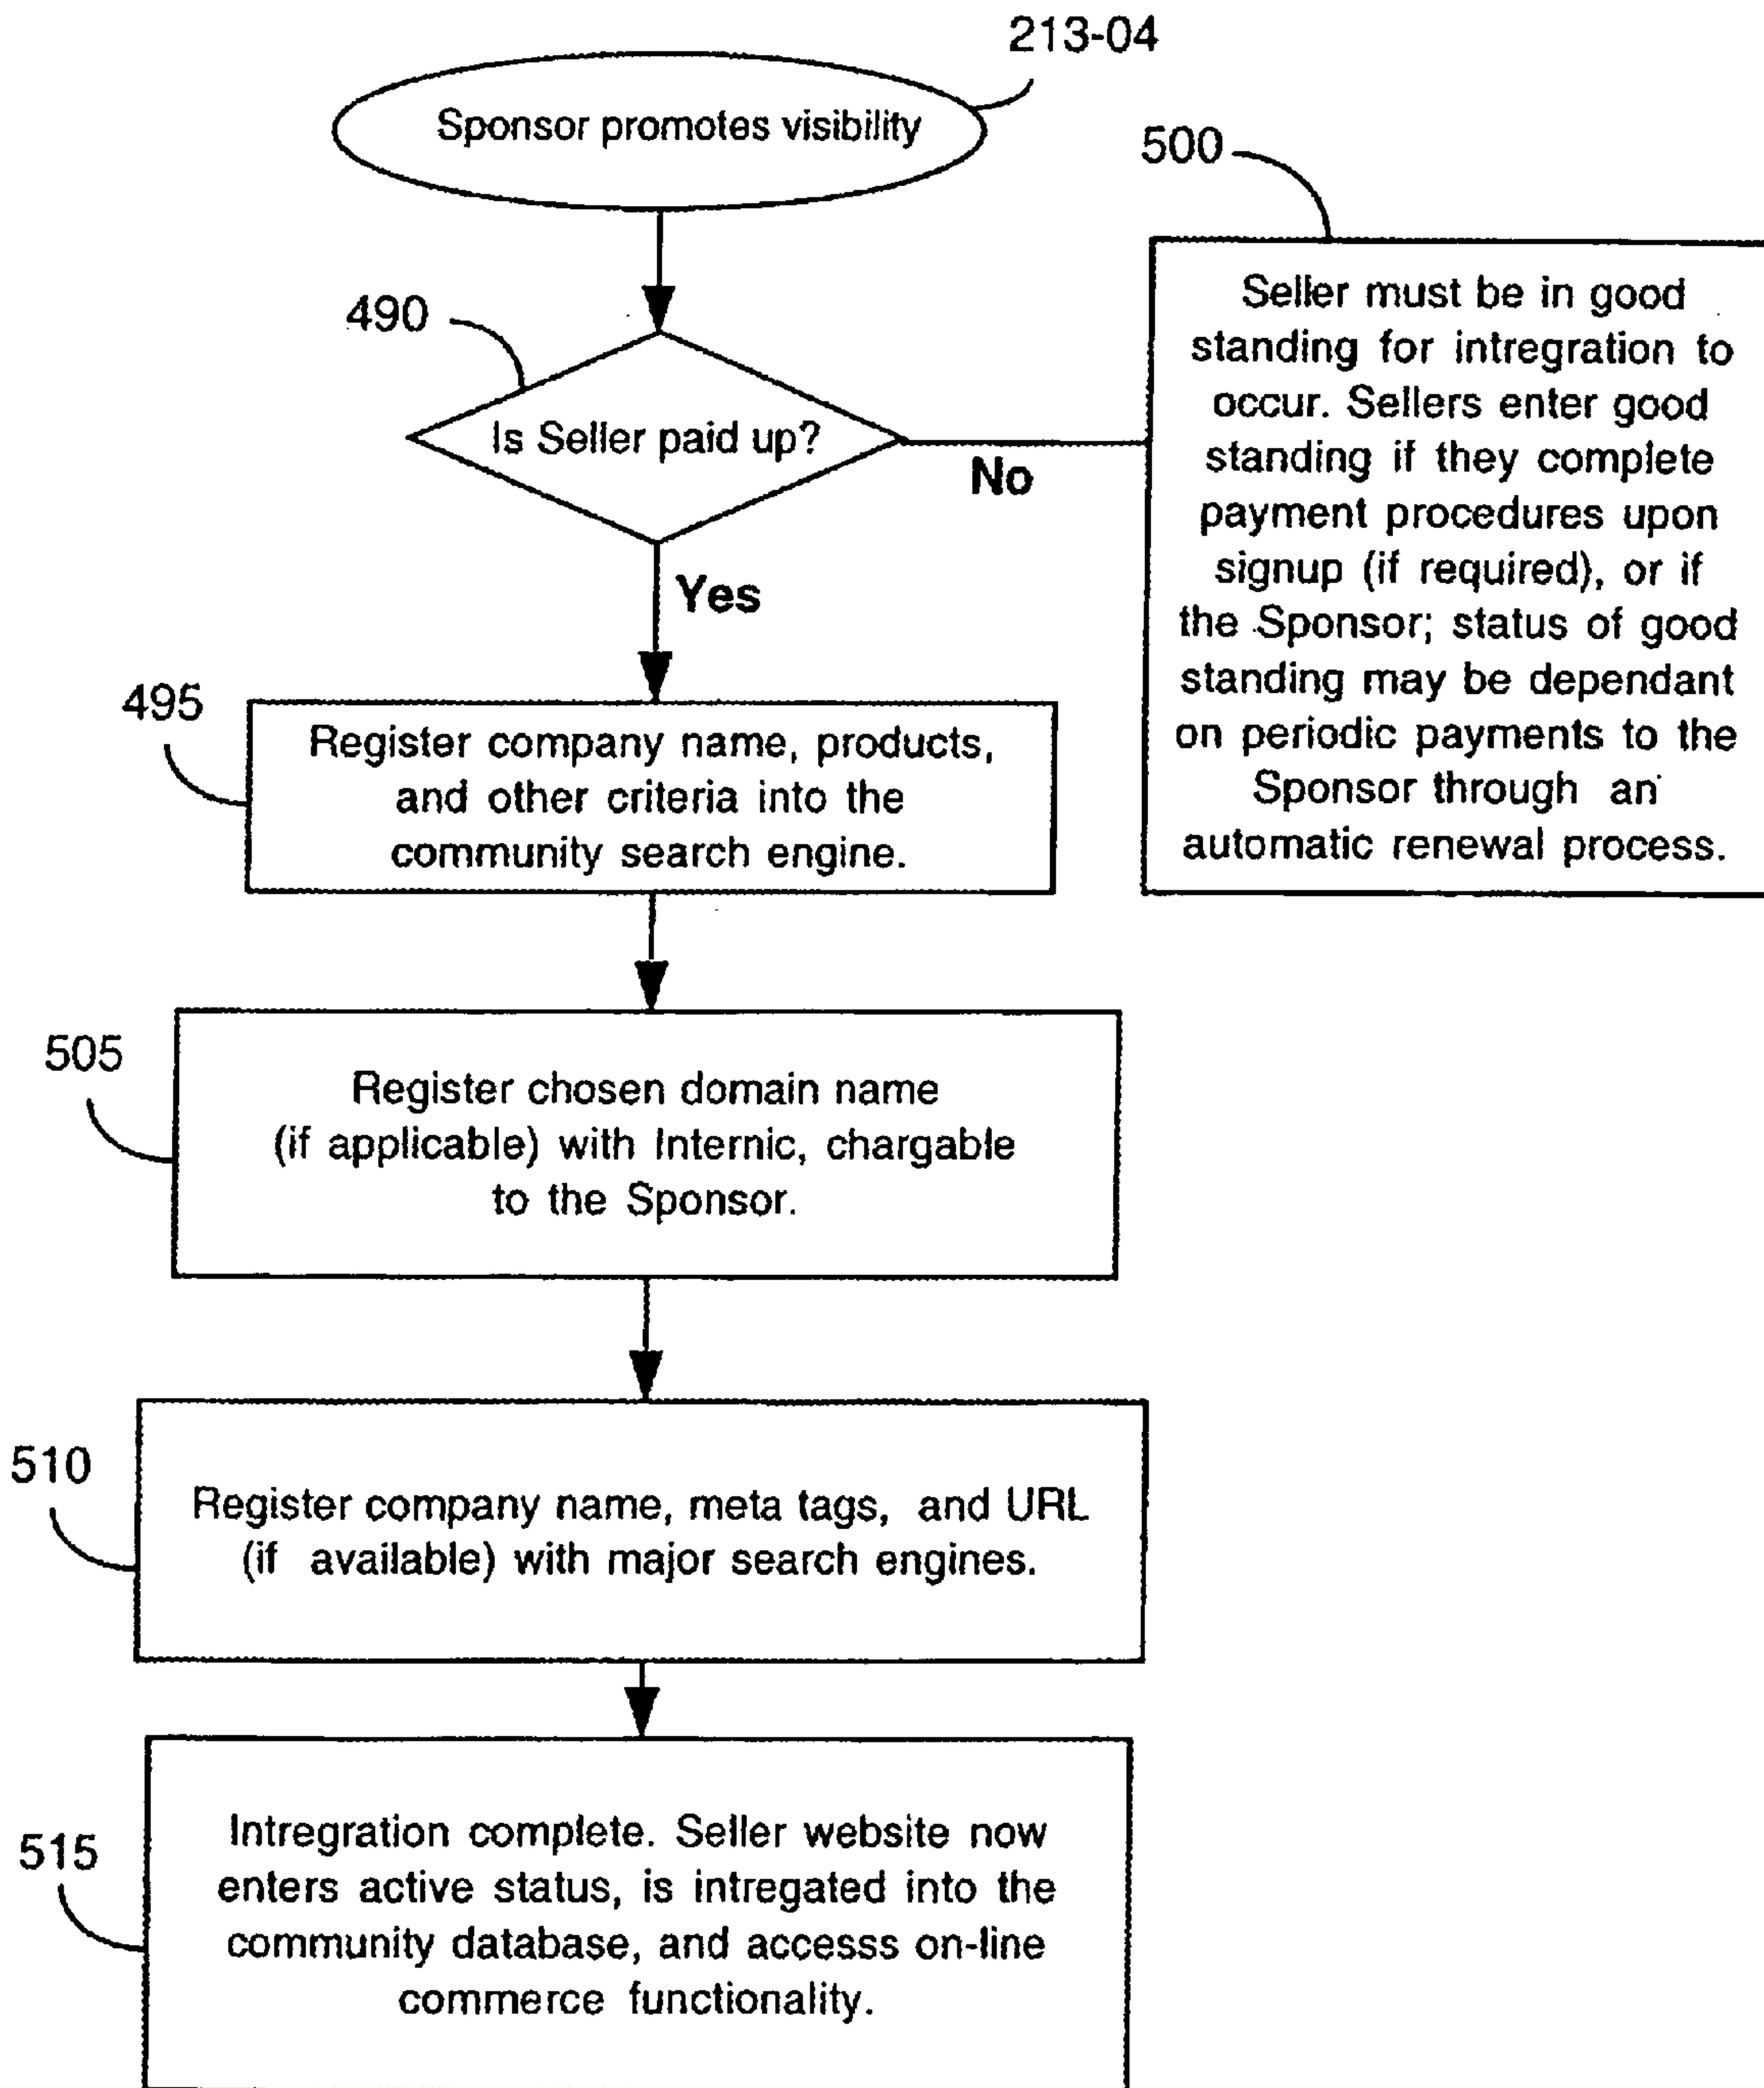 213-04
Sponsor promotes visibility
500
490
Is Seller paid up?
No
Yes
Seller must be in good
standing for intregration to
occur. Sellers enter good
standing if they complete
payment procedures upon
signup (if required), or if
the Sponsor; status of good
standing may be dependant
on periodic payments to the
Sponsor through an
automatic renewal process.
495
Register company name, products,
and other criteria into the
community search engine.
505
Register chosen domain name
(if applicable) with Internic, chargable
to the Sponsor.
510
Register company name, meta tags, and URL
(if available) with major search engines.
515
Intregration complete. Seller website now
enters active status, is intregated into the
community database, and accesss on-line
commerce functionality.